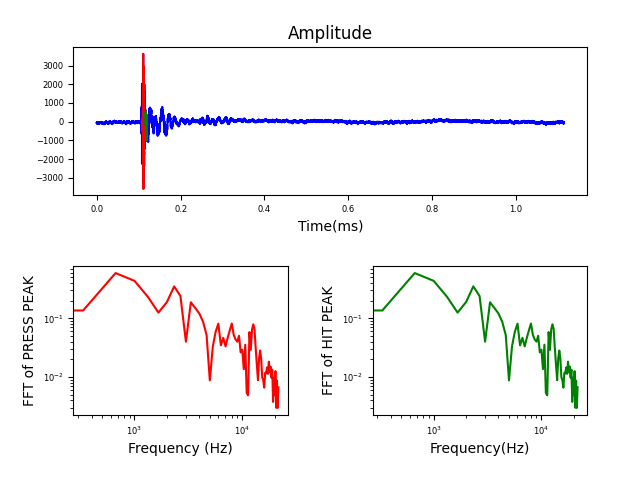 Amplitude
3000
2000
1000
0
−1000
−2000
−3000
0.0 0.2 0.4 0.6 0.8 1.0
Time(ms)
FFT of PRESS PEAK
10⁻¹
10⁻²
10³ 10⁴
Frequency (Hz)
FFT of HIT PEAK
10⁻¹
10⁻²
10³ 10⁴
Frequency(Hz)